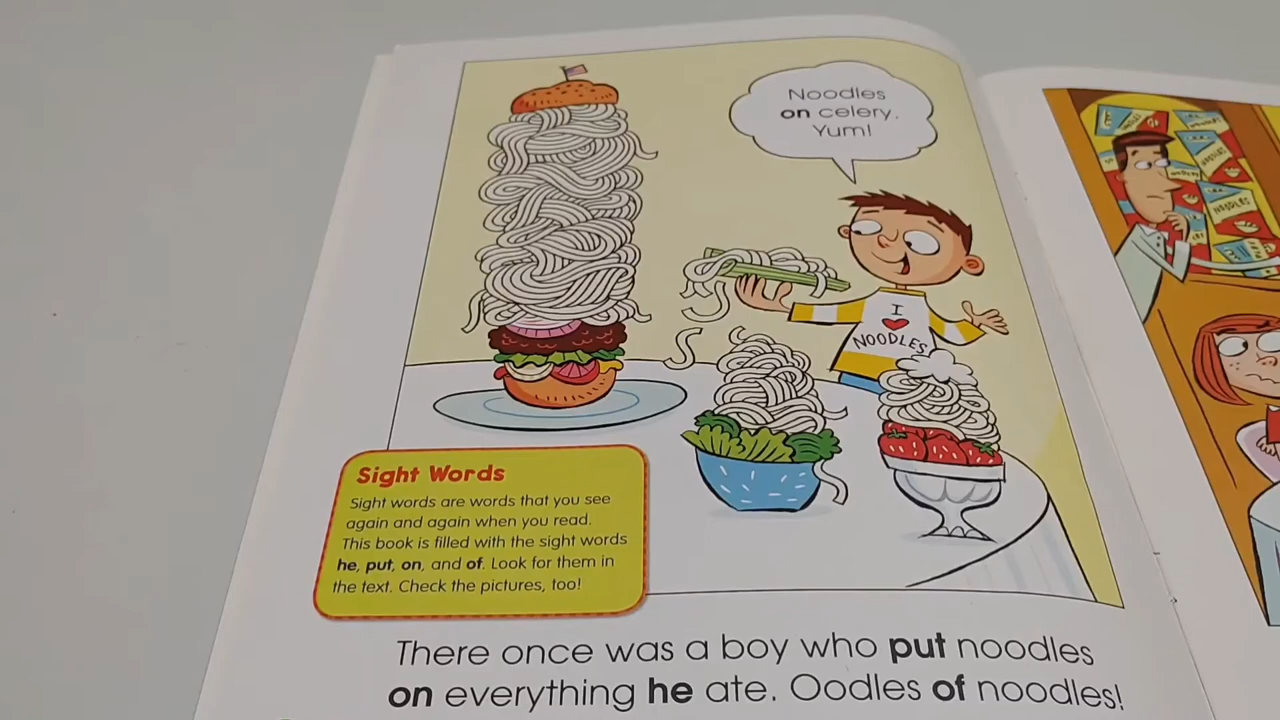 Noodles
on celery.
Yum!
I
NOODLES
Sight Words
Sight words are words that you see
again and again when you read.
This book is filled with the sight words
he, put, on, and of. Look for them in
the text. Check the pictures, too!
There once was a boy who put noodles
on everything he ate. Oodles of noodles!
NOODLES
NOODLES